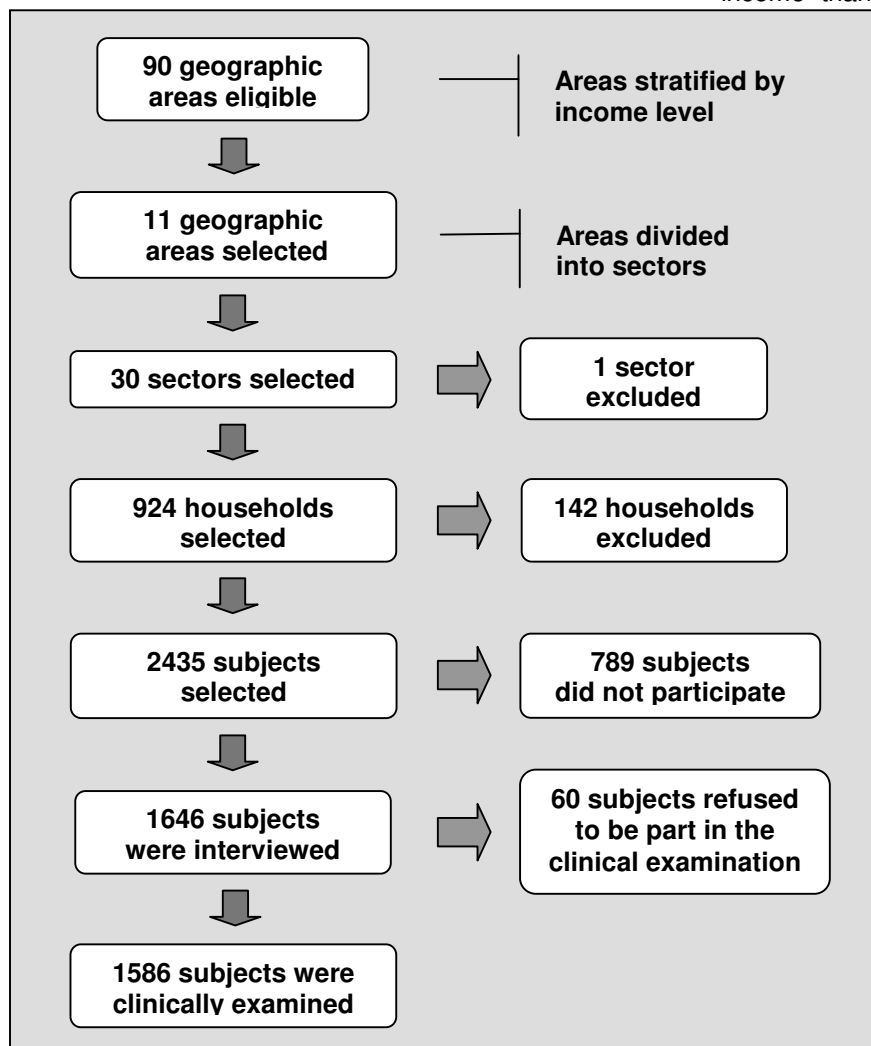 income than
90 geographic
areas eligible
Areas stratified by
income level
11 geographic
areas selected
Areas divided
into sectors
30 sectors selected
1 sector
excluded
924 households
selected
142 households
excluded
2435 subjects
selected
789 subjects
did not participate
1646 subjects
were interviewed
60 subjects refused
to be part in the
clinical examination
1586 subjects were
clinically examined